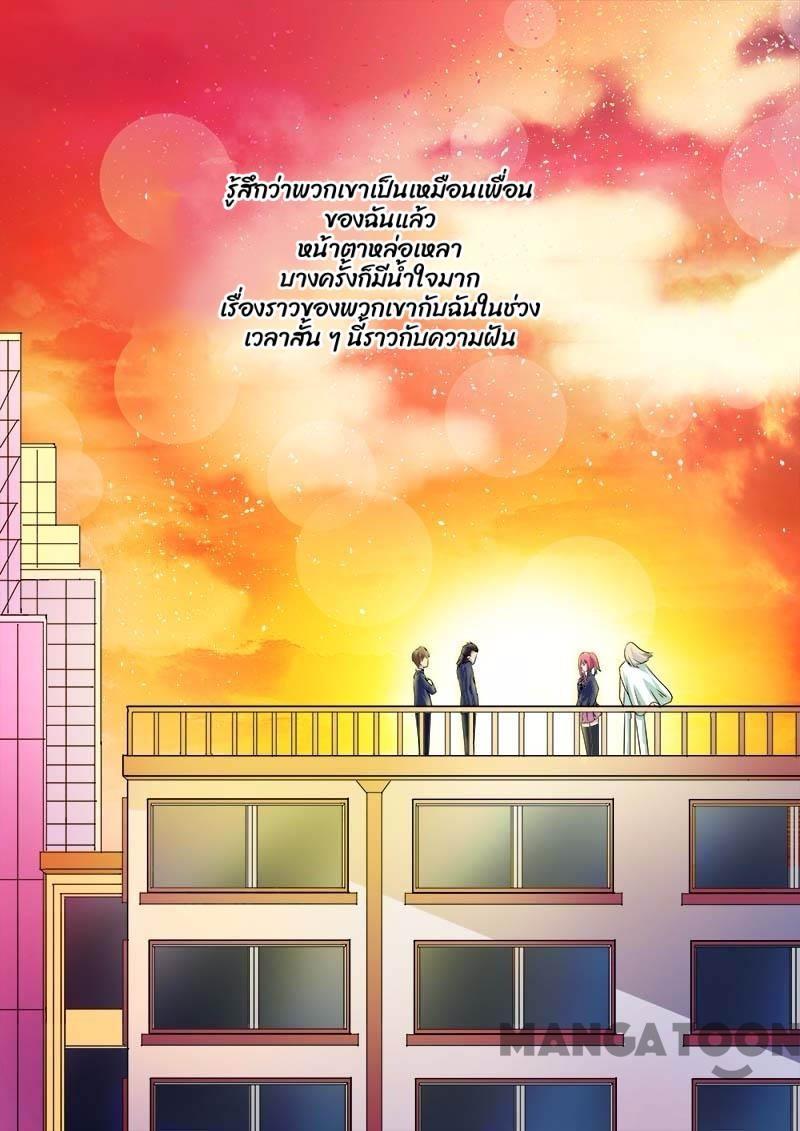 รู้สึกว่าพวกเขาเป็นเหมือนเพื่อน
ของฉันแล้ว
หน้าตาหล่อเหลา
บางครั้งก็มีน้ำใจมาก
เรื่องราวของพวกเขากับฉันในช่วง
เวลาสั้น ๆ นี้ราวกับความฝัน
MANGATOON